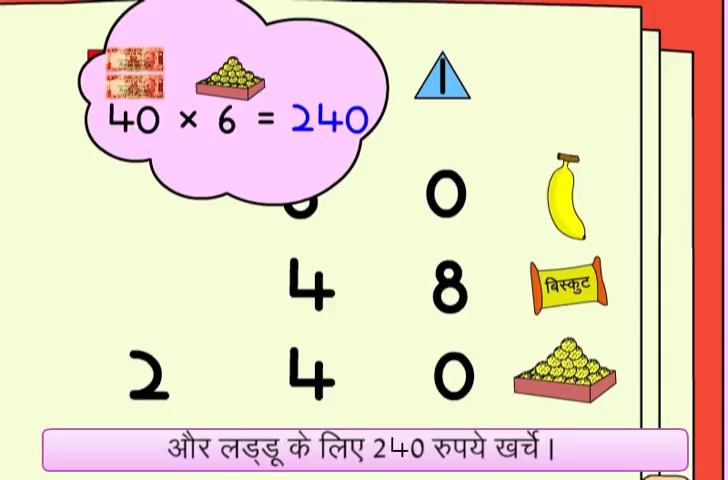 40 × 6 = 240
1
0
4 8
बिस्कुट
2 4 0
और लड्डू के लिए 240 रुपये खर्चे।